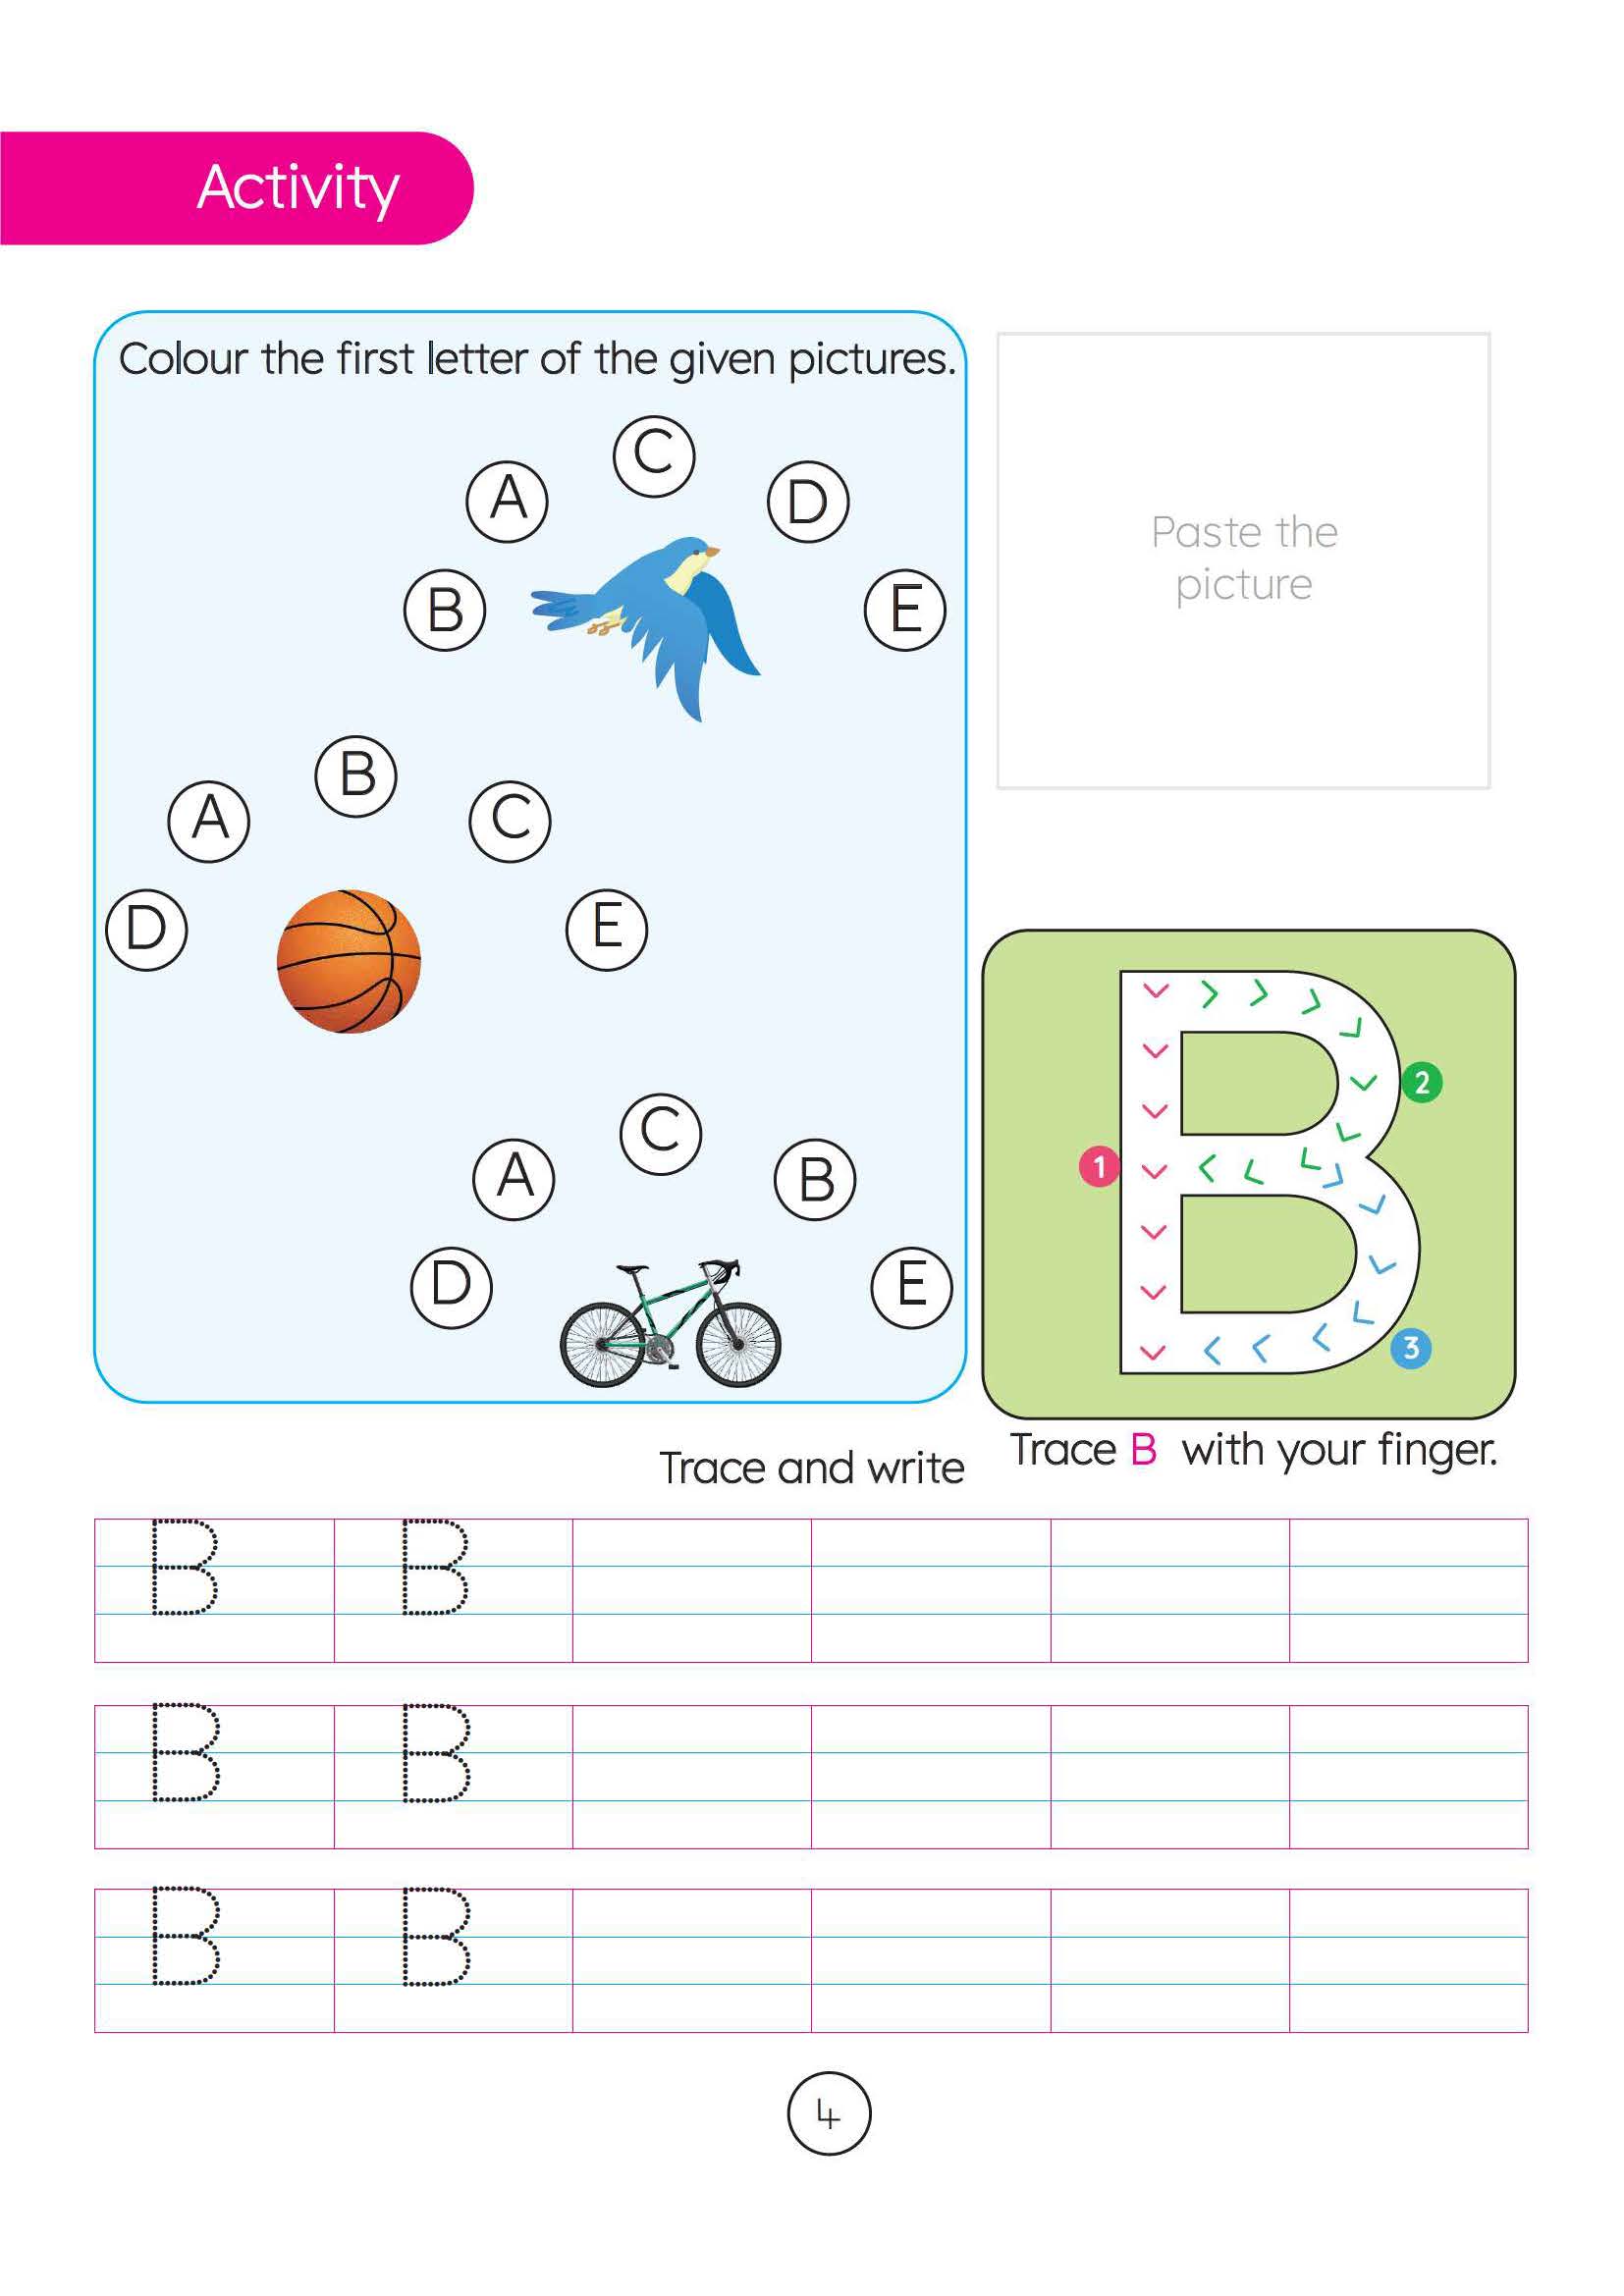 Activity
Colour the first letter of the given pictures.
C
A
D
B
E
Paste the
picture
B
A
C
D
E
2
1
3
C
A
B
D
E
Trace B with your finger.
Trace and write
B B
B B
B B
4